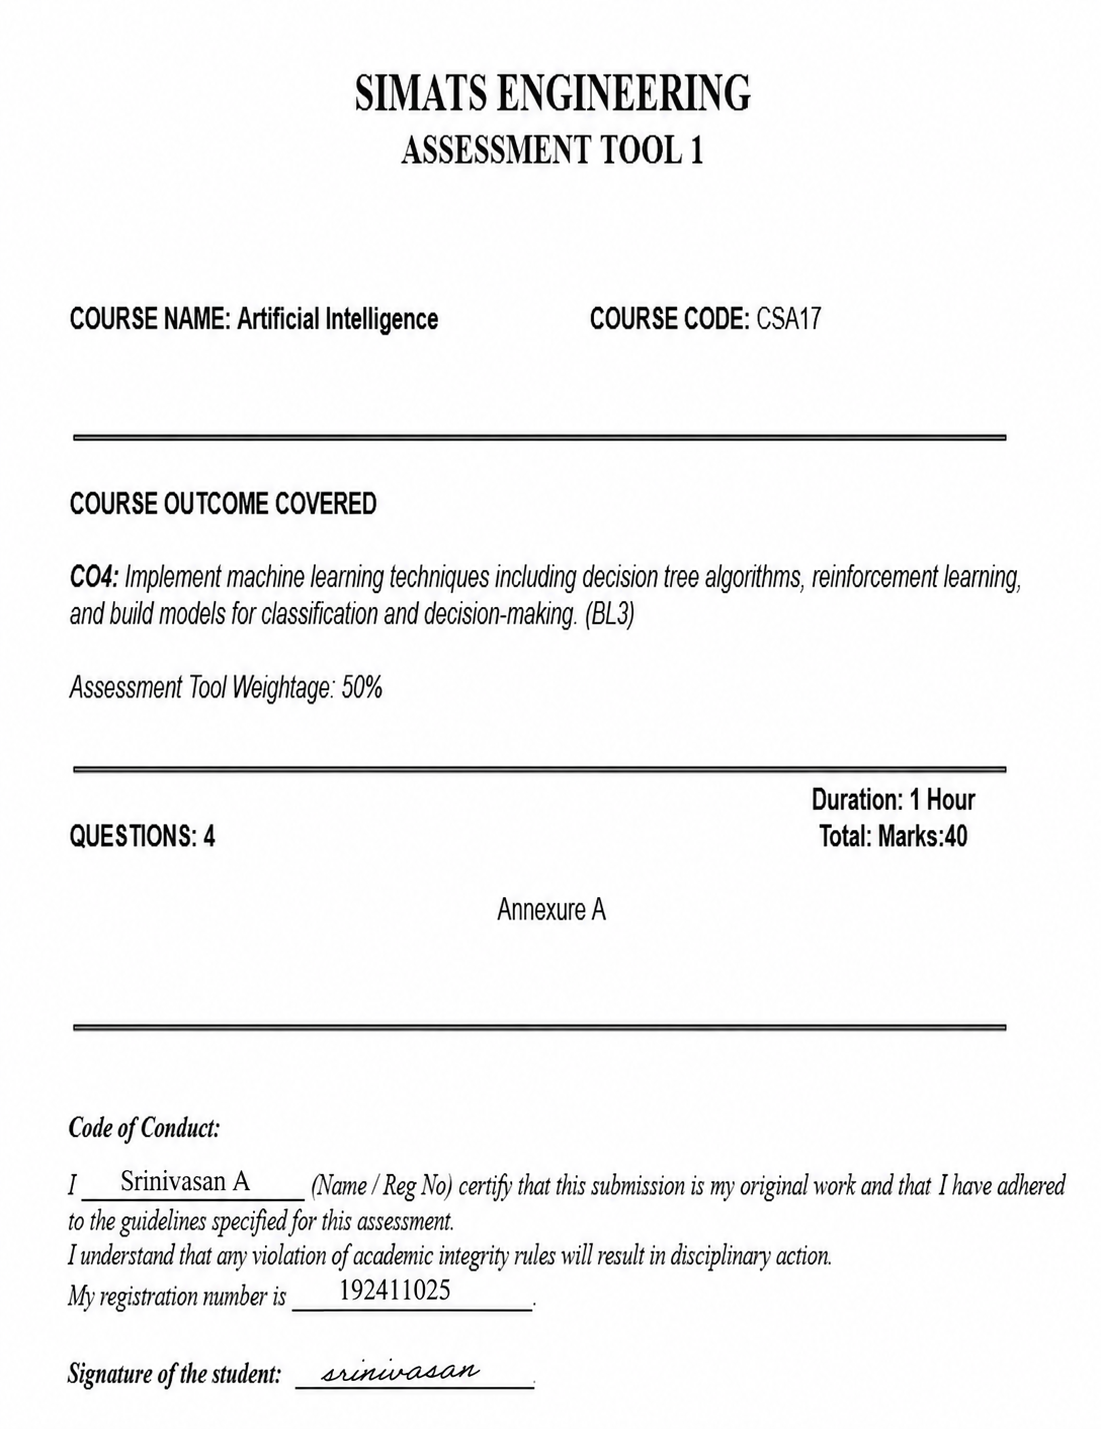 SIMATS ENGINEERING
ASSESSMENT TOOL 1
COURSE NAME: Artificial Intelligence COURSE CODE: CSA17
COURSE OUTCOME COVERED
CO4: Implement machine learning techniques including decision tree algorithms, reinforcement learning,
and build models for classification and decision-making. (BL3)
Assessment Tool Weightage: 50%
Duration: 1 Hour
QUESTIONS: 4 Total: Marks:40
Annexure A
Code of Conduct:
I Srinivasan A (Name / Reg No) certify that this submission is my original work and that I have adhered
to the guidelines specified for this assessment.
I understand that any violation of academic integrity rules will result in disciplinary action.
My registration number is 192411025.
Signature of the student: srinivasan